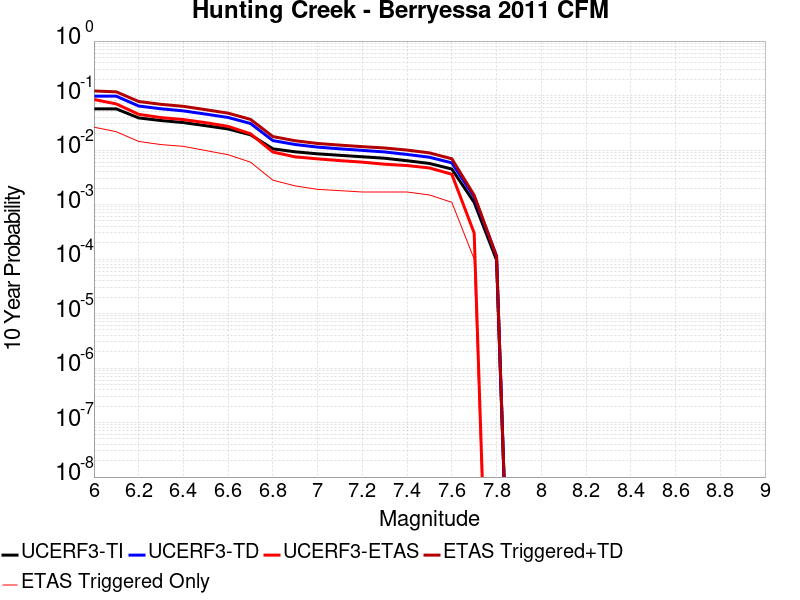 Hunting Creek - Berryessa 2011 CFM
10^0
10^-1
10^-2
10^-3
10^-4
10^-5
10^-6
10^-7
10^-8
10 Year Probability
6 6.2 6.4 6.6 6.8 7 7.2 7.4 7.6 7.8 8 8.2 8.4 8.6 8.8 9
Magnitude
UCERF3-TI UCERF3-TD UCERF3-ETAS ETAS Triggered+TD
ETAS Triggered Only